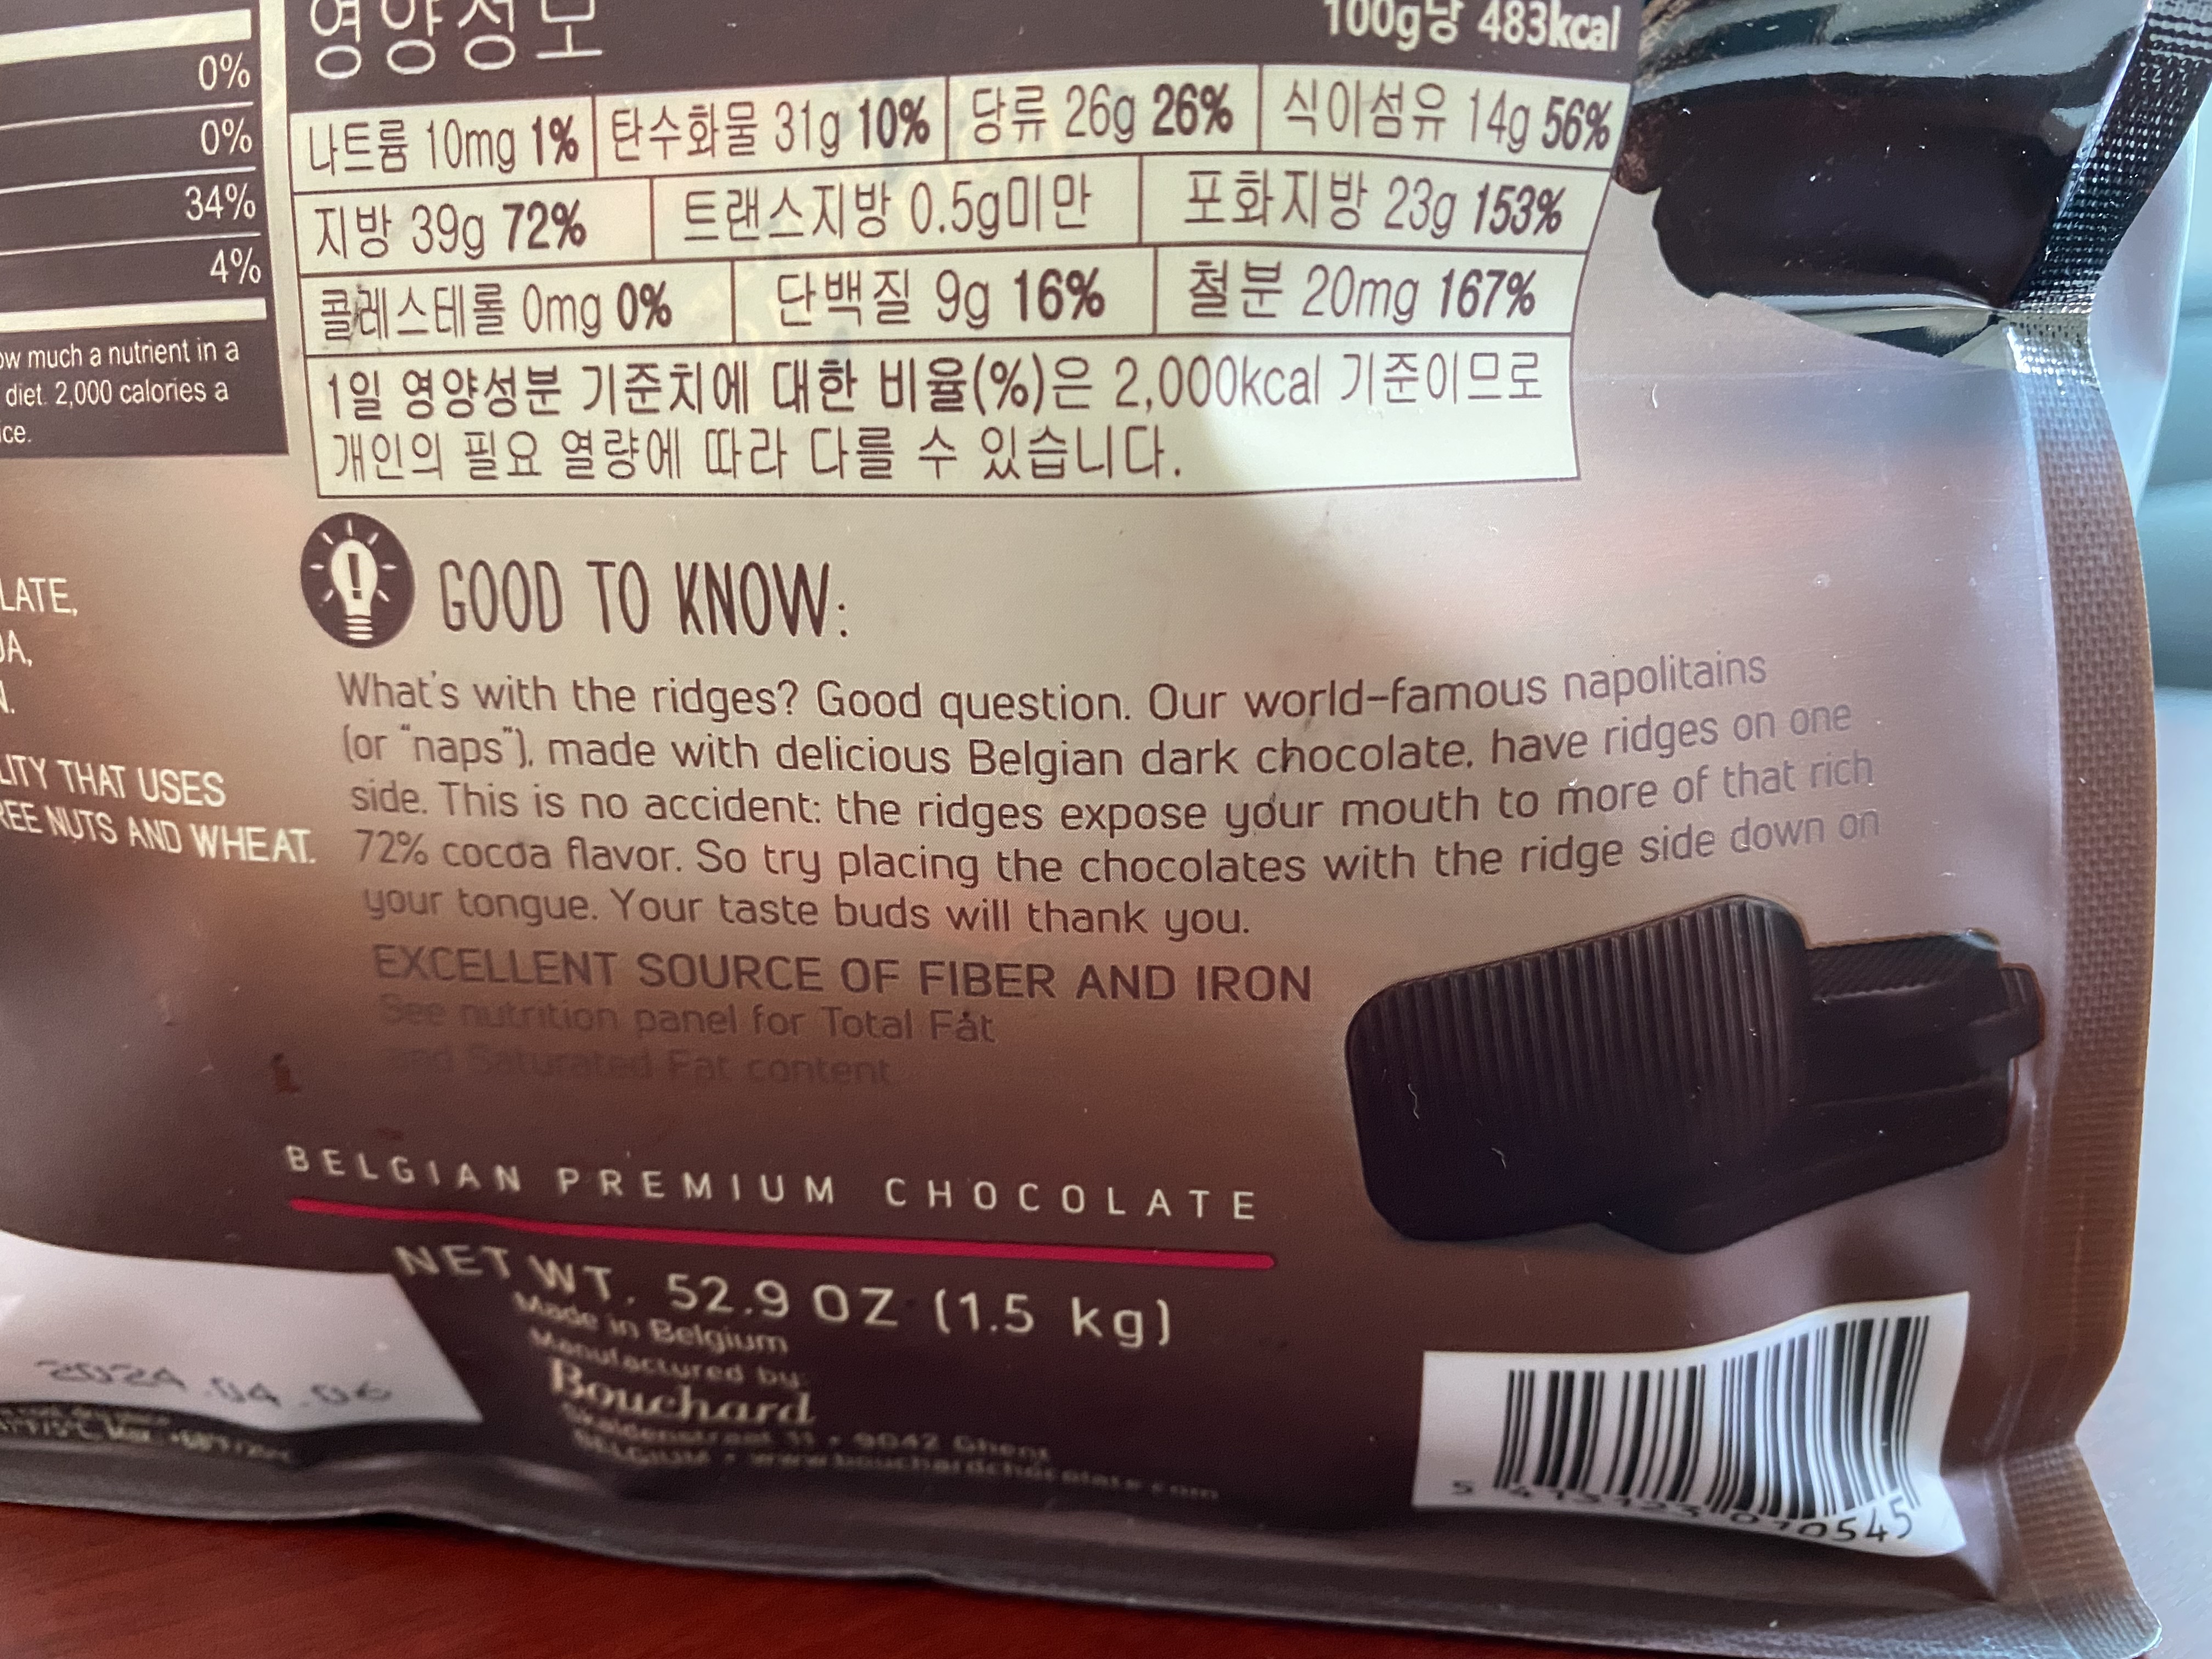 0%
0%
34%
4%
much a nutrient in a
diet. 2,000 calories a
영양정보
100g당 483kcal
나트륨 10mg 1% 탄수화물 31g 10% 당류 26g 26% 식이섬유 14g 56%
지방 39g 72% 트랜스지방 0.5g미만 포화지방 23g 153%
콜레스테롤 0mg 0% 단백질 9g 16% 철분 20mg 167%
1일 영양성분 기준치에 대한 비율(%)은 2,000kcal 기준이므로
개인의 필요 열량에 따라 다를 수 있습니다.
THAT USES
NUTS AND WHEAT.
GOOD TO KNOW:
What's with the ridges? Good question. Our world-famous napolitains
(or "naps"), made with delicious Belgian dark chocolate, have ridges on one
side. This is no accident: the ridges expose your mouth to more of that rich
72% cocoa flavor. So try placing the chocolates with the ridge side down on
your tongue. Your taste buds will thank you.
EXCELLENT SOURCE OF FIBER AND IRON
See nutrition panel for Total Fat
and Saturated Fat content
BELGIAN PREMIUM CHOCOLATE
NET WT. 52.9 OZ (1.5 kg)
Made in Belgium
Manufactured by:
Bouchard
11 • 9042 Ghent
BELGIUM • www.bouchardchocolate.com
2024.04.06